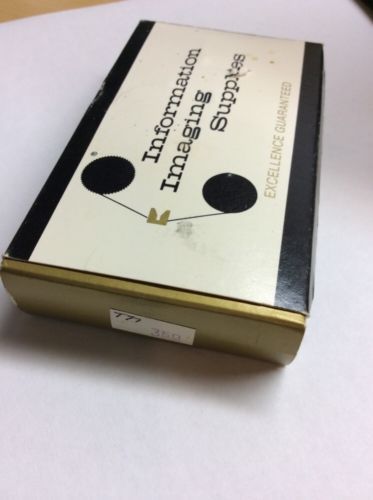 Information
Imaging
Supplies
EXCELLENCE GUARANTEED
®
350